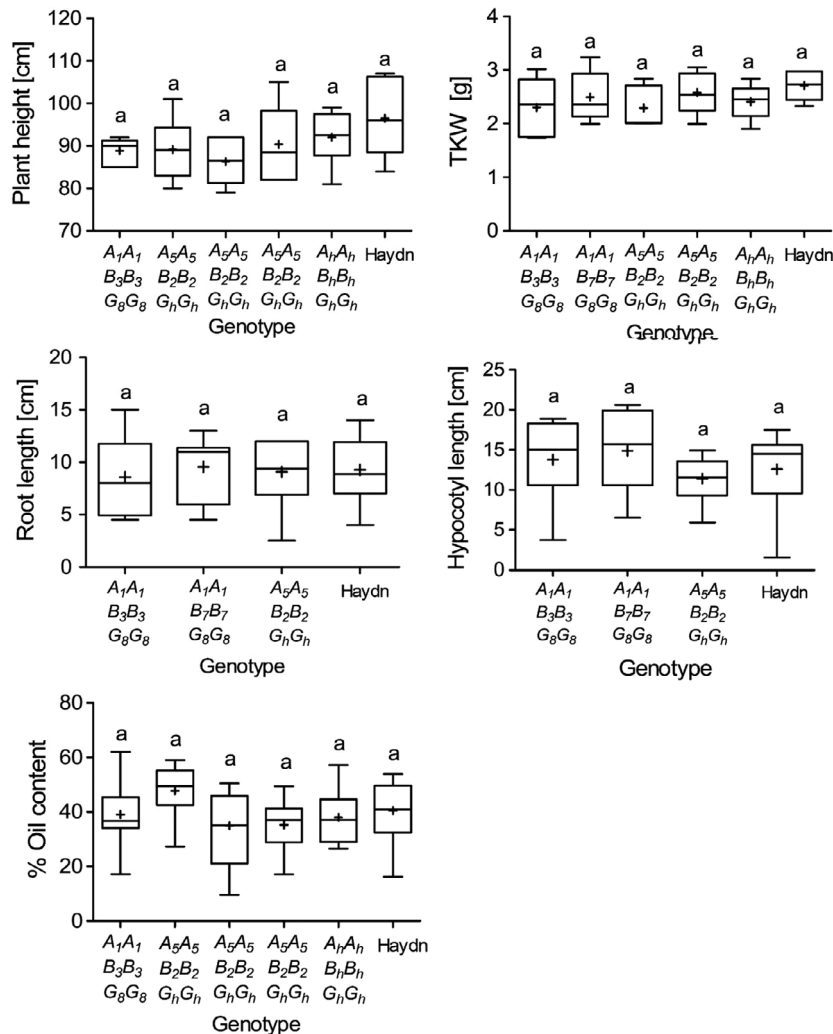 Plant height [cm]
120
110
100
90
80
70
a a a a a a
A1A1 A5A5 A5A5 A5A5 AhAh Haydn
B3B3 B2B2 B2B2 B2B2 BhBh
G8G8 GhGh GhGh GhGh GhGh
Genotype
TKW [g]
4
3
2
1
0
a a a a a a
A1A1 A1A1 A5A5 A5A5 AhAh Haydn
B3B3 B7B7 B2B2 B2B2 BhBh
G8G8 G8G8 GhGh GhGh GhGh
Genotype
Root length [cm]
20
15
10
5
0
a a a a
A1A1 A1A1 A5A5 Haydn
B3B3 B7B7 B2B2
G8G8 G8G8 GhGh
Genotype
Hypocotyl length [cm]
25
20
15
10
5
0
a a a a
A1A1 A1A1 A5A5 Haydn
B3B3 B7B7 B2B2
G8G8 G8G8 GhGh
Genotype
% Oil content
80
60
40
20
0
a a a a a a
A1A1 A5A5 A5A5 A5A5 AhAh Haydn
B3B3 B2B2 B2B2 B2B2 BhBh
G8G8 GhGh GhGh GhGh GhGh
Genotype